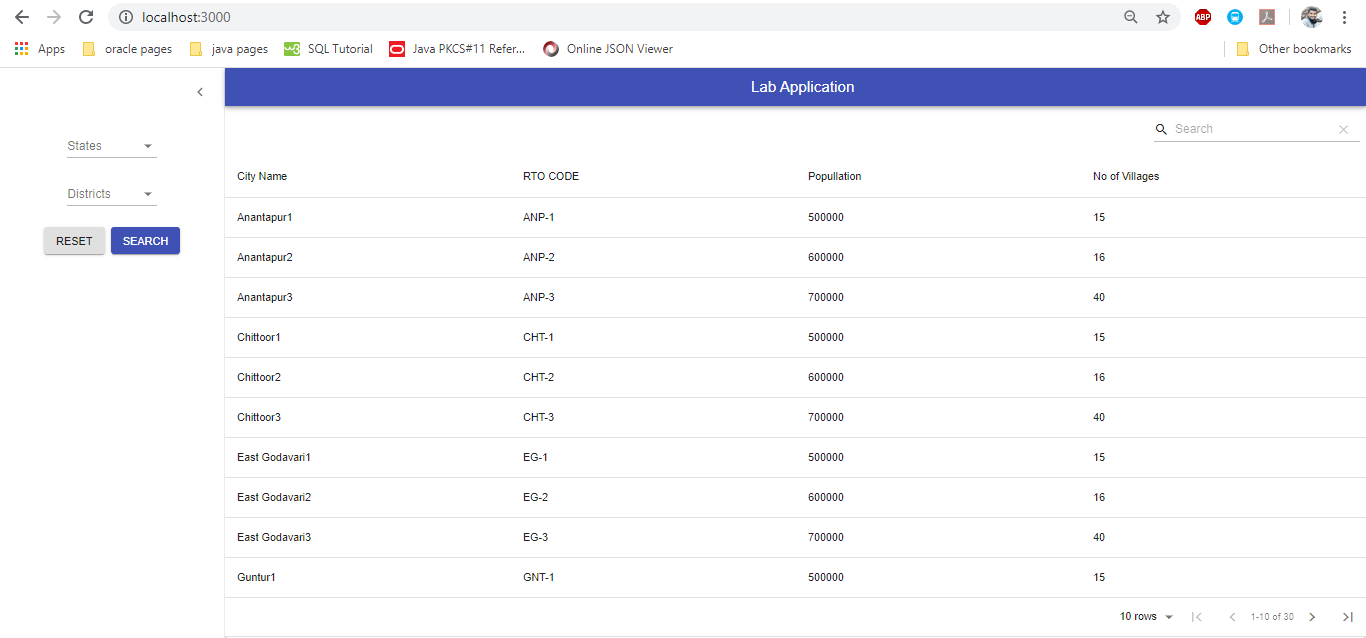 localhost:3000
ABP
Apps oracle pages java pages w3 SQL Tutorial Java PKCS#11 Refer... Online JSON Viewer Other bookmarks
Lab Application
Search
States
Districts
RESET SEARCH
City Name RTO CODE Popullation No of Villages
Anantapur1 ANP-1 500000 15
Anantapur2 ANP-2 600000 16
Anantapur3 ANP-3 700000 40
Chittoor1 CHT-1 500000 15
Chittoor2 CHT-2 600000 16
Chittoor3 CHT-3 700000 40
East Godavari1 EG-1 500000 15
East Godavari2 EG-2 600000 16
East Godavari3 EG-3 700000 40
Guntur1 GNT-1 500000 15
10 rows 1-10 of 30